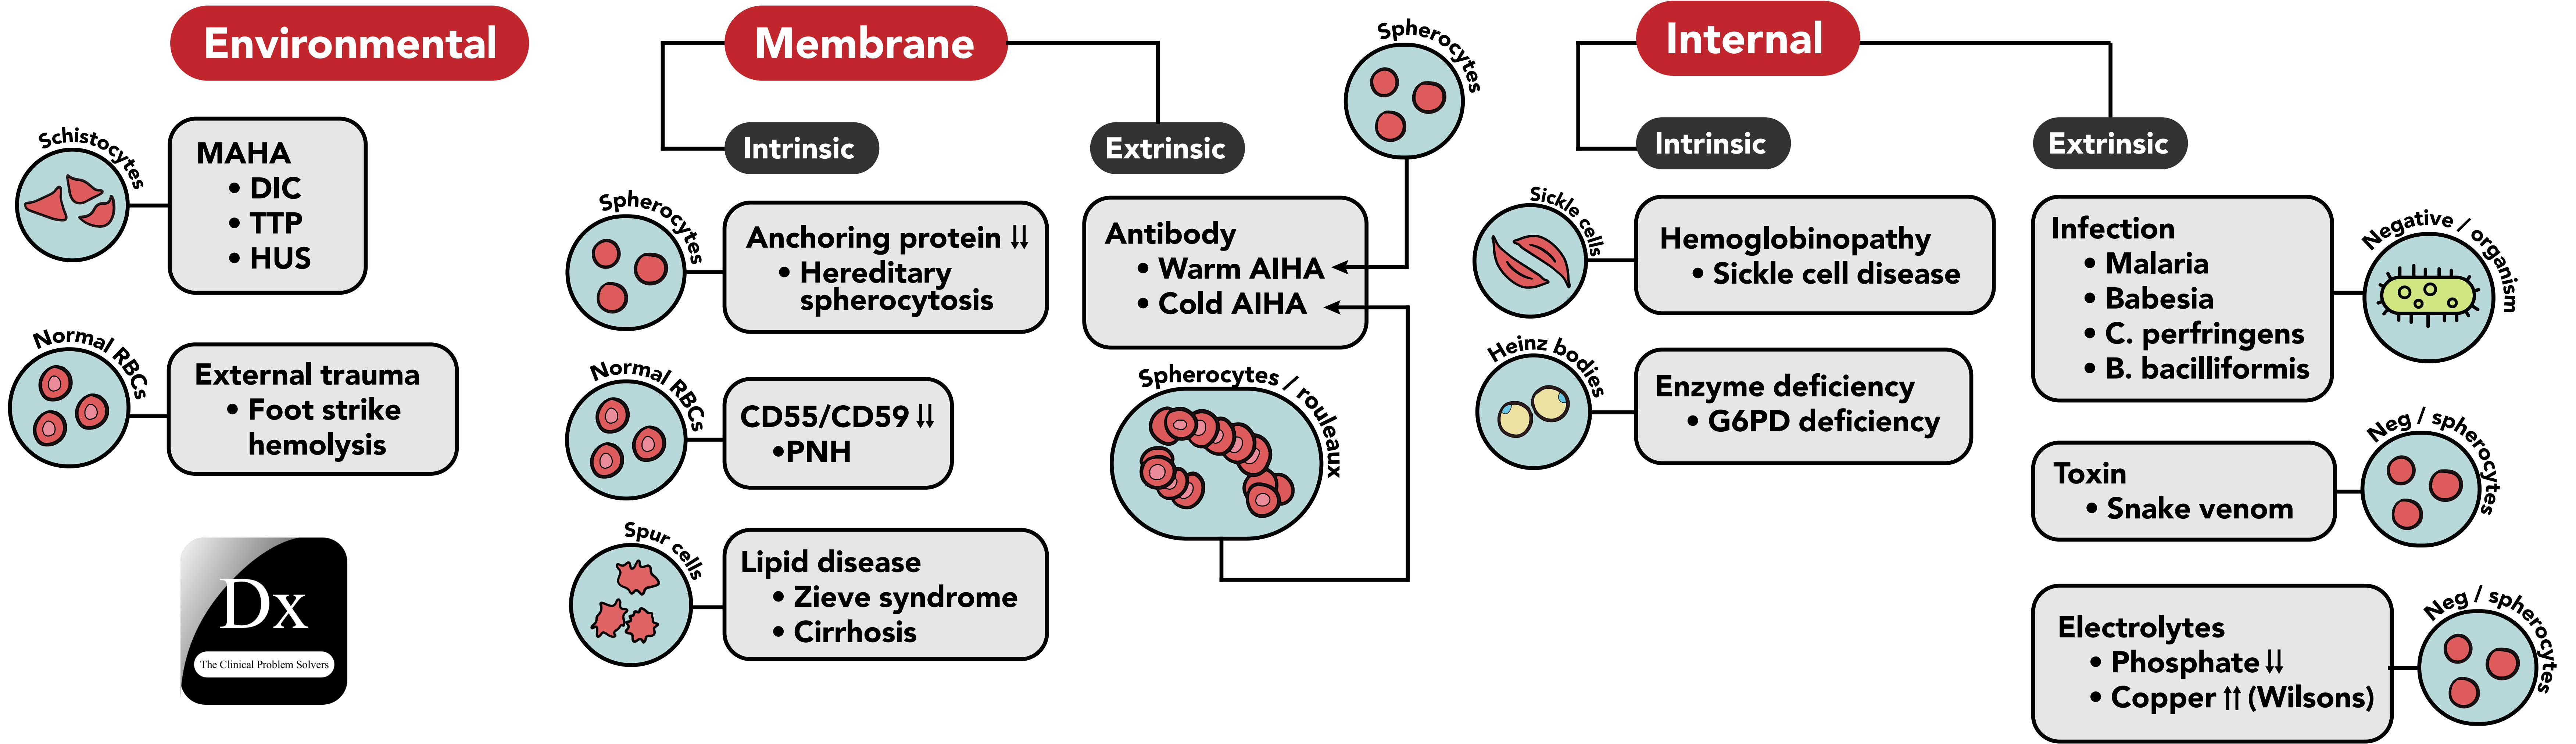 Environmental
Schistocytes
MAHA
• DIC
• TTP
• HUS
Normal RBCs
External trauma
• Foot strike
hemolysis
Dx
The Clinical Problem Solvers
Membrane
Intrinsic
Spherocytes
Anchoring protein ↓↓
• Hereditary
spherocytosis
Normal RBCs
CD55/CD59 ↓↓
•PNH
Spur cells
Lipid disease
• Zieve syndrome
• Cirrhosis
Extrinsic
Spherocytes
Antibody
• Warm AIHA
• Cold AIHA
Spherocytes / rouleaux
Internal
Intrinsic
Sickle cells
Hemoglobinopathy
• Sickle cell disease
Heinz bodies
Enzyme deficiency
• G6PD deficiency
Extrinsic
Infection
• Malaria
• Babesia
• C. perfringens
• B. bacilliformis
Negative / organism
Toxin
• Snake venom
Neg / spherocytes
Electrolytes
• Phosphate ↓↓
• Copper ↑↑ (Wilsons)
Neg / spherocytes